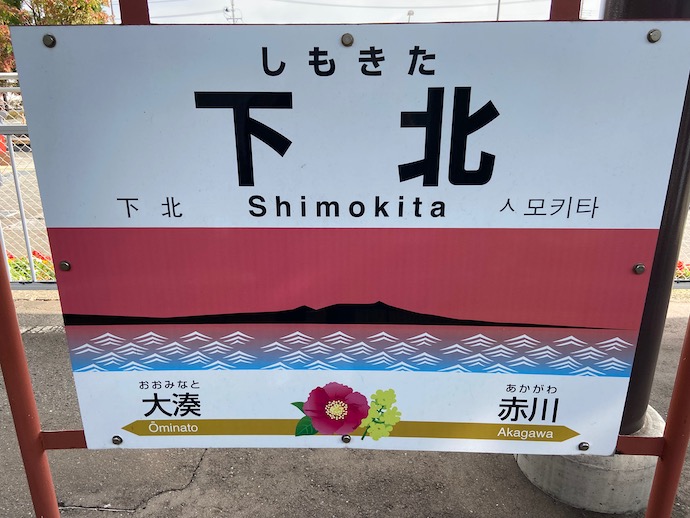 しもきた
下北
下北 Shimokita 시모키타
おおみなと あかがわ
大湊 赤川
Ōminato Akagawa